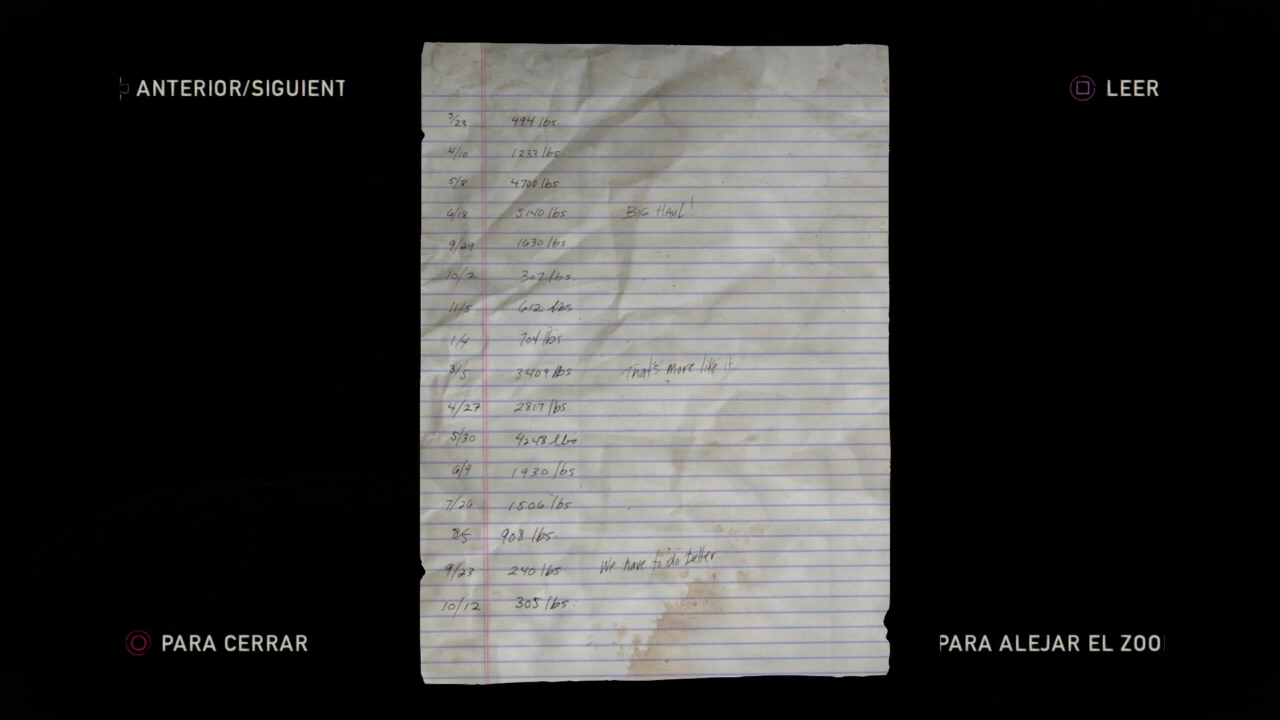 ANTERIOR/SIGUIENT
LEER
3/23 494 lbs.
4/10 1233 lbs.
5/8 4700 lbs
6/18 5140 lbs BIG HAUL!
9/29 1630 lbs
10/2 307 lbs.
11/5 612 lbs
1/4 704 lbs
3/5 3409 lbs That's more like it
4/27 2817 lbs
5/30 4248 lbs
6/9 1930 lbs
7/26 1506 lbs
8/5 908 lbs.
9/23 240 lbs We have to do better
10/12 305 lbs.
PARA CERRAR
PARA ALEJAR EL ZOO